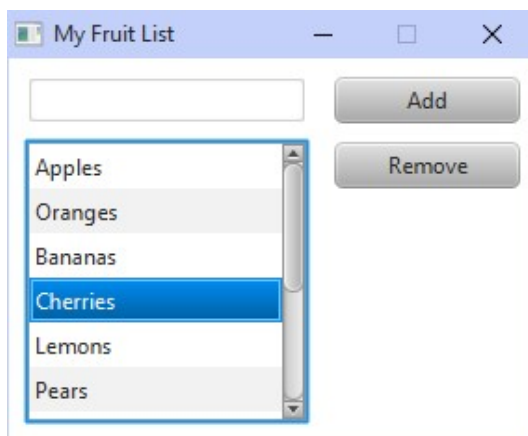 My Fruit List
Add
Apples
Remove
Oranges
Bananas
Cherries
Lemons
Pears